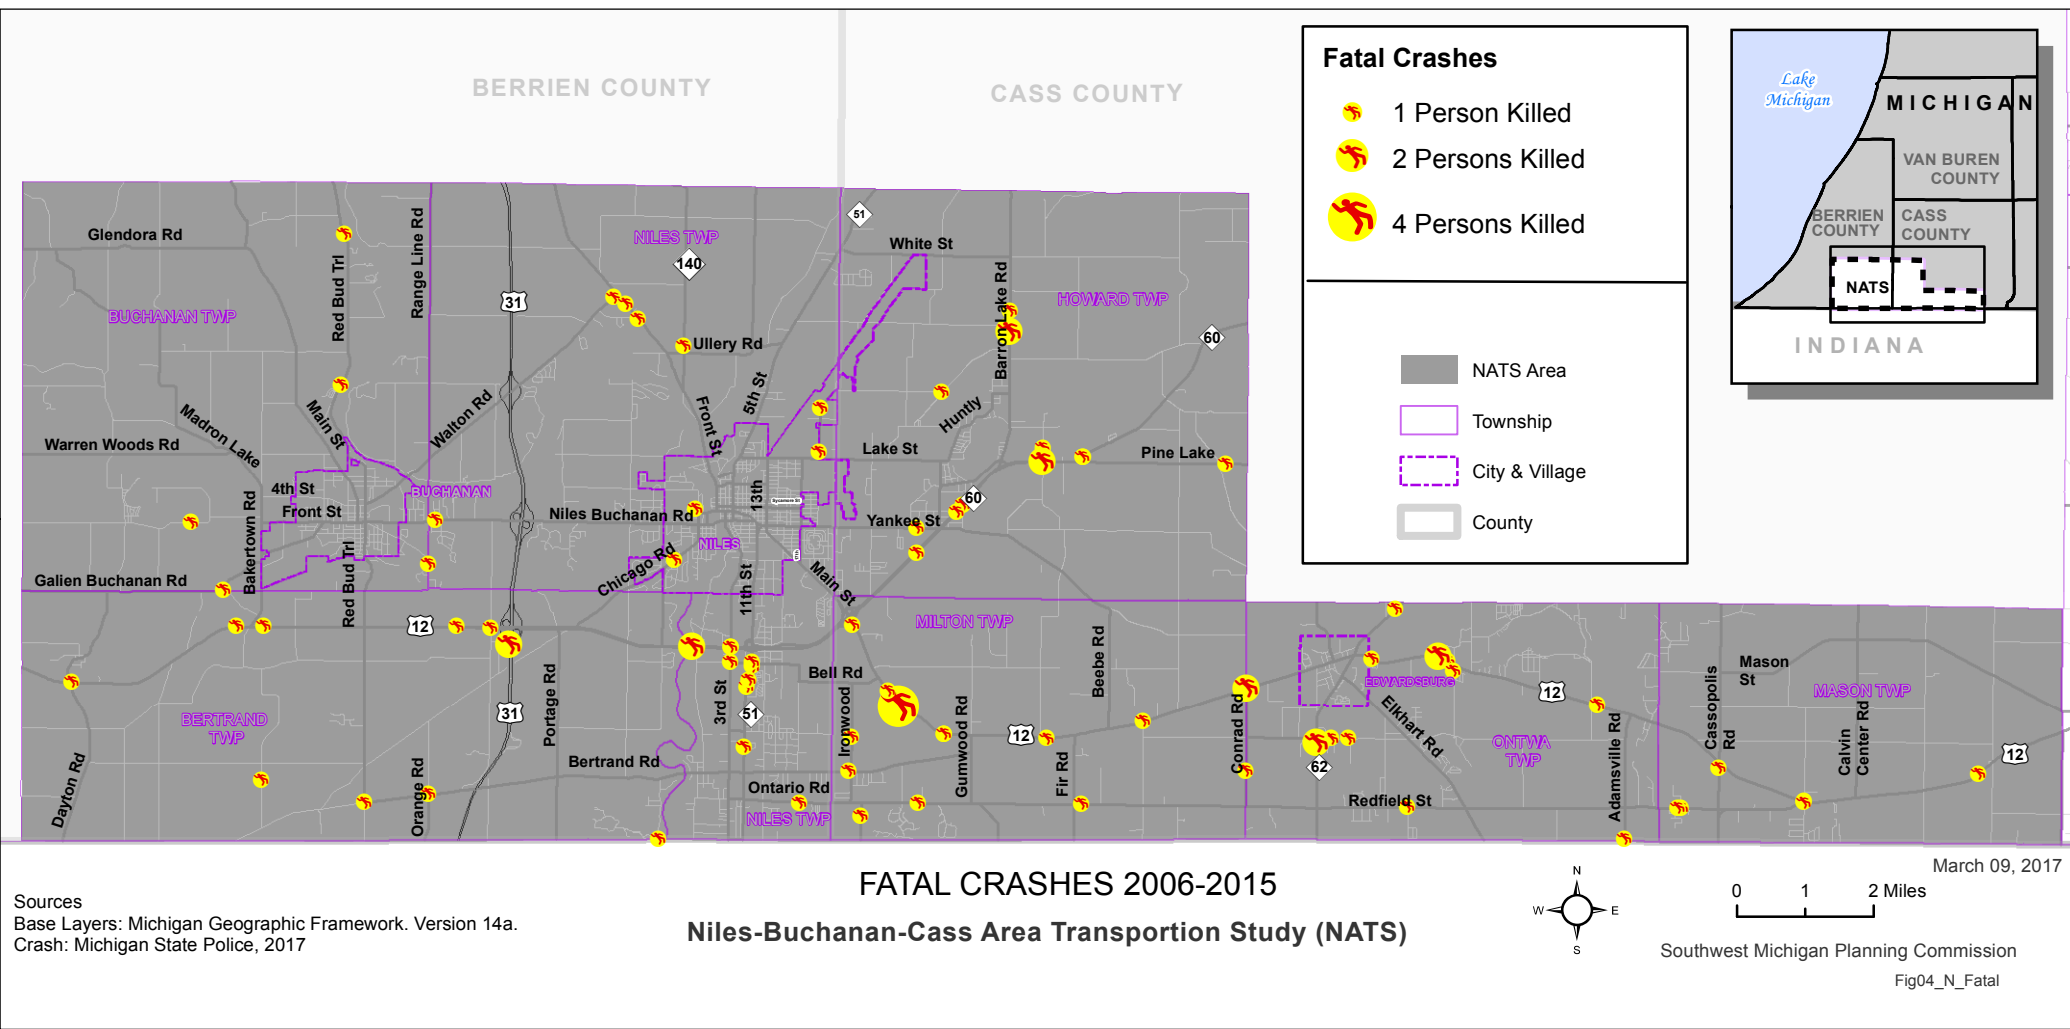 BERRIEN COUNTY
CASS COUNTY
Fatal Crashes
1 Person Killed
2 Persons Killed
4 Persons Killed
NATS Area
Township
City & Village
County
Lake
Michigan
MICHIGAN
VAN BUREN
COUNTY
BERRIEN
COUNTY
CASS
COUNTY
NATS
INDIANA
Glendora Rd
Red Bud Trl
Range Line Rd
31
NILES TWP
140
51
White St
Barron Lake Rd
HOWARD TWP
60
BUCHANAN TWP
Ullery Rd
5th St
Front St
Huntly
Madron Lake
Main St
Walton Rd
Warren Woods Rd
Lake St
Pine Lake
4th St
BUCHANAN
Front St
Bakertown Rd
Niles Buchanan Rd
13th
Sycamore St
60
Yankee St
NILES
Chicago Rd
Galien Buchanan Rd
Red Bud Trl
11th St
Main St
12
MILTON TWP
Beebe Rd
Bell Rd
EDWARDSBURG
Mason
St
MASON TWP
12
BERTRAND
TWP
31
Portage Rd
3rd St
51
Ironwood
Gumwood Rd
12
Conrad Rd
Elkhart Rd
ONTWA
TWP
Adamsville Rd
Cassopolis
Rd
Calvin
Center Rd
12
Dayton Rd
Orange Rd
Bertrand Rd
Ontario Rd
NILES TWP
Fir Rd
62
Redfield St
March 09, 2017
FATAL CRASHES 2006-2015
Niles-Buchanan-Cass Area Transportion Study (NATS)
Sources
Base Layers: Michigan Geographic Framework. Version 14a.
Crash: Michigan State Police, 2017
N
W
E
S
0 1 2 Miles
Southwest Michigan Planning Commission
Fig04_N_Fatal